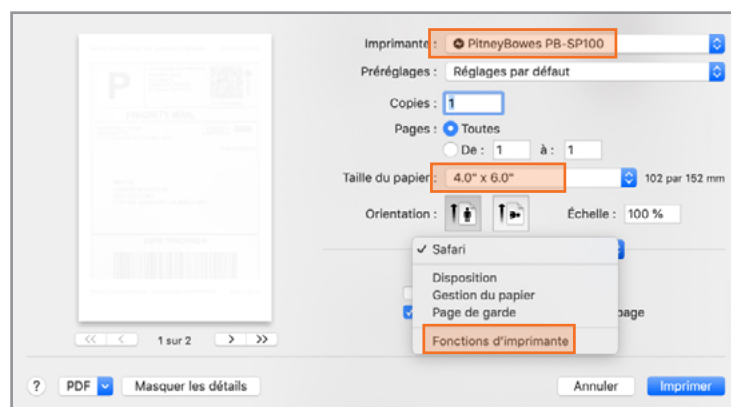 Imprimante : PitneyBowes PB-SP100
Préréglages : Réglages par défaut
Copies : 1
Pages : Toutes
De : 1 à : 1
Taille du papier : 4.0" x 6.0" 102 par 152 mm
Orientation : Échelle : 100 %
✓ Safari
Disposition
Gestion du papier
Page de garde page
Fonctions d'imprimante
P
PRIORITY MAIL
<< < 1 sur 2 > >>
? PDF Masquer les détails Annuler Imprimer